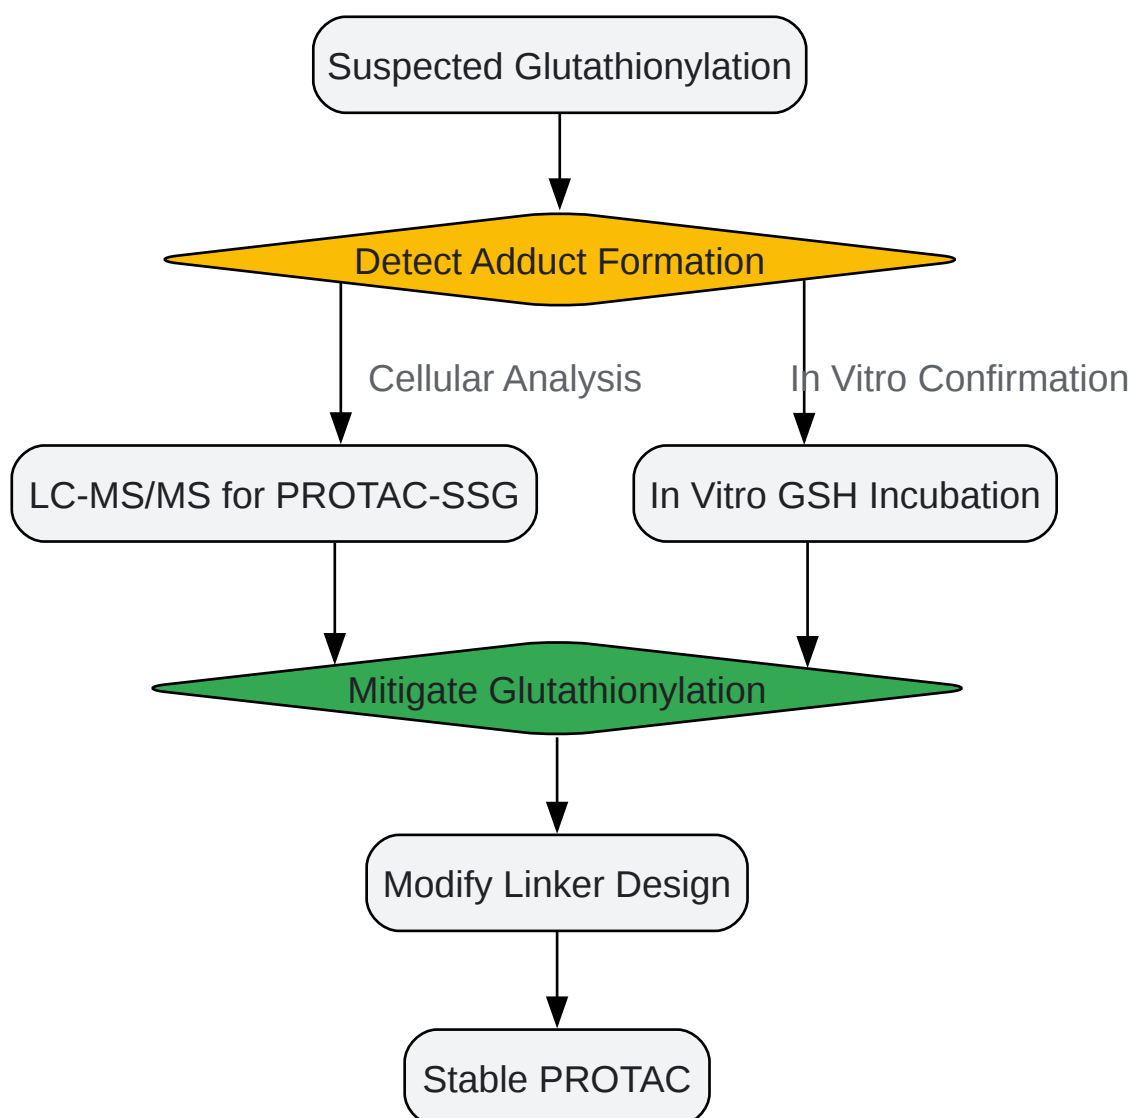 Suspected Glutathionylation
Detect Adduct Formation
Cellular Analysis
In Vitro Confirmation
LC-MS/MS for PROTAC-SSG
In Vitro GSH Incubation
Mitigate Glutathionylation
Modify Linker Design
Stable PROTAC